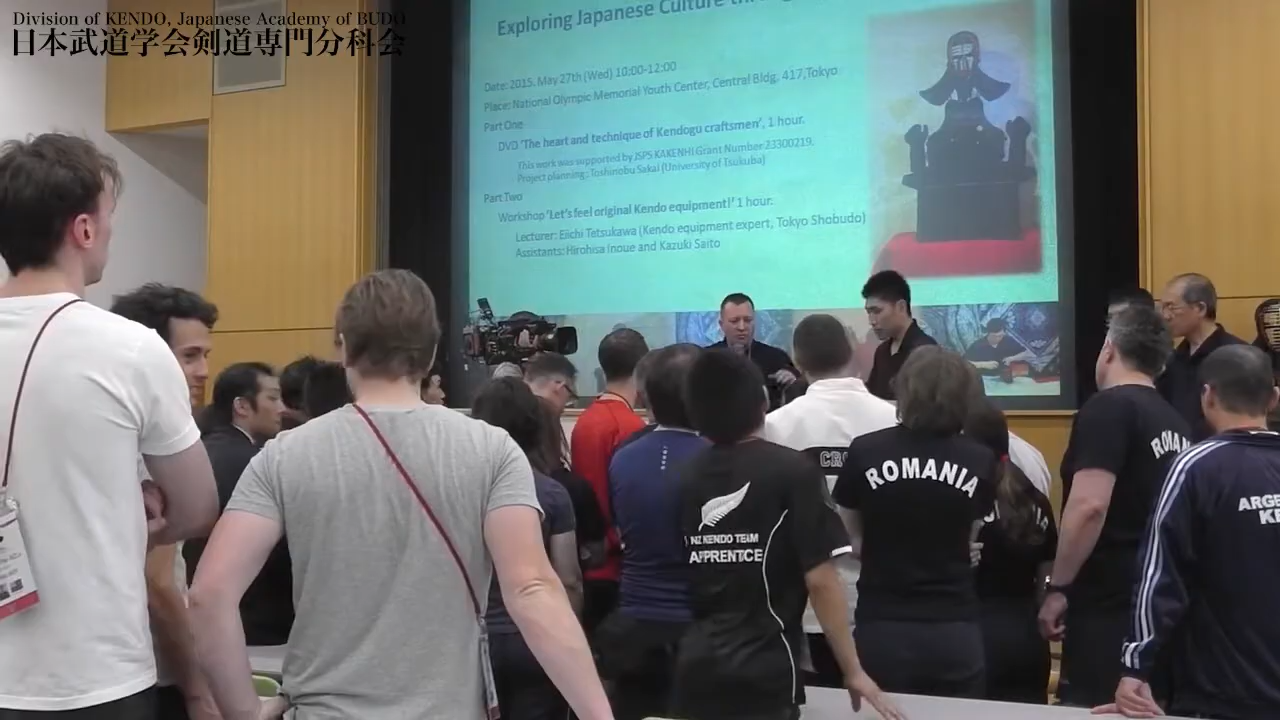 Division of KENDO, Japanese Academy of BUDO
日本武道学会剣道専門分科会
Exploring Japanese Culture
Date: 2015. May 27th (Wed) 10:00-12:00
Place: National Olympic Memorial Youth Center, Central Bldg. 417,Tokyo
Part One
DVD 'The heart and technique of Kendogu craftsmen', 1 hour.
This work was supported by JSPS KAKENHI Grant Number 23300219.
Project planning: Toshinobu Sakai (University of Tsukuba)
Part Two
Workshop 'Let's feel original Kendo equipment!' 1 hour.
Lecturer: Eiichi Tetsukawa (Kendo equipment expert, Tokyo Shobudo)
Assistants: Hirohisa Inoue and Kazuki Saito
ROMANIA
NZ KENDO TEAM
APPRENTICE